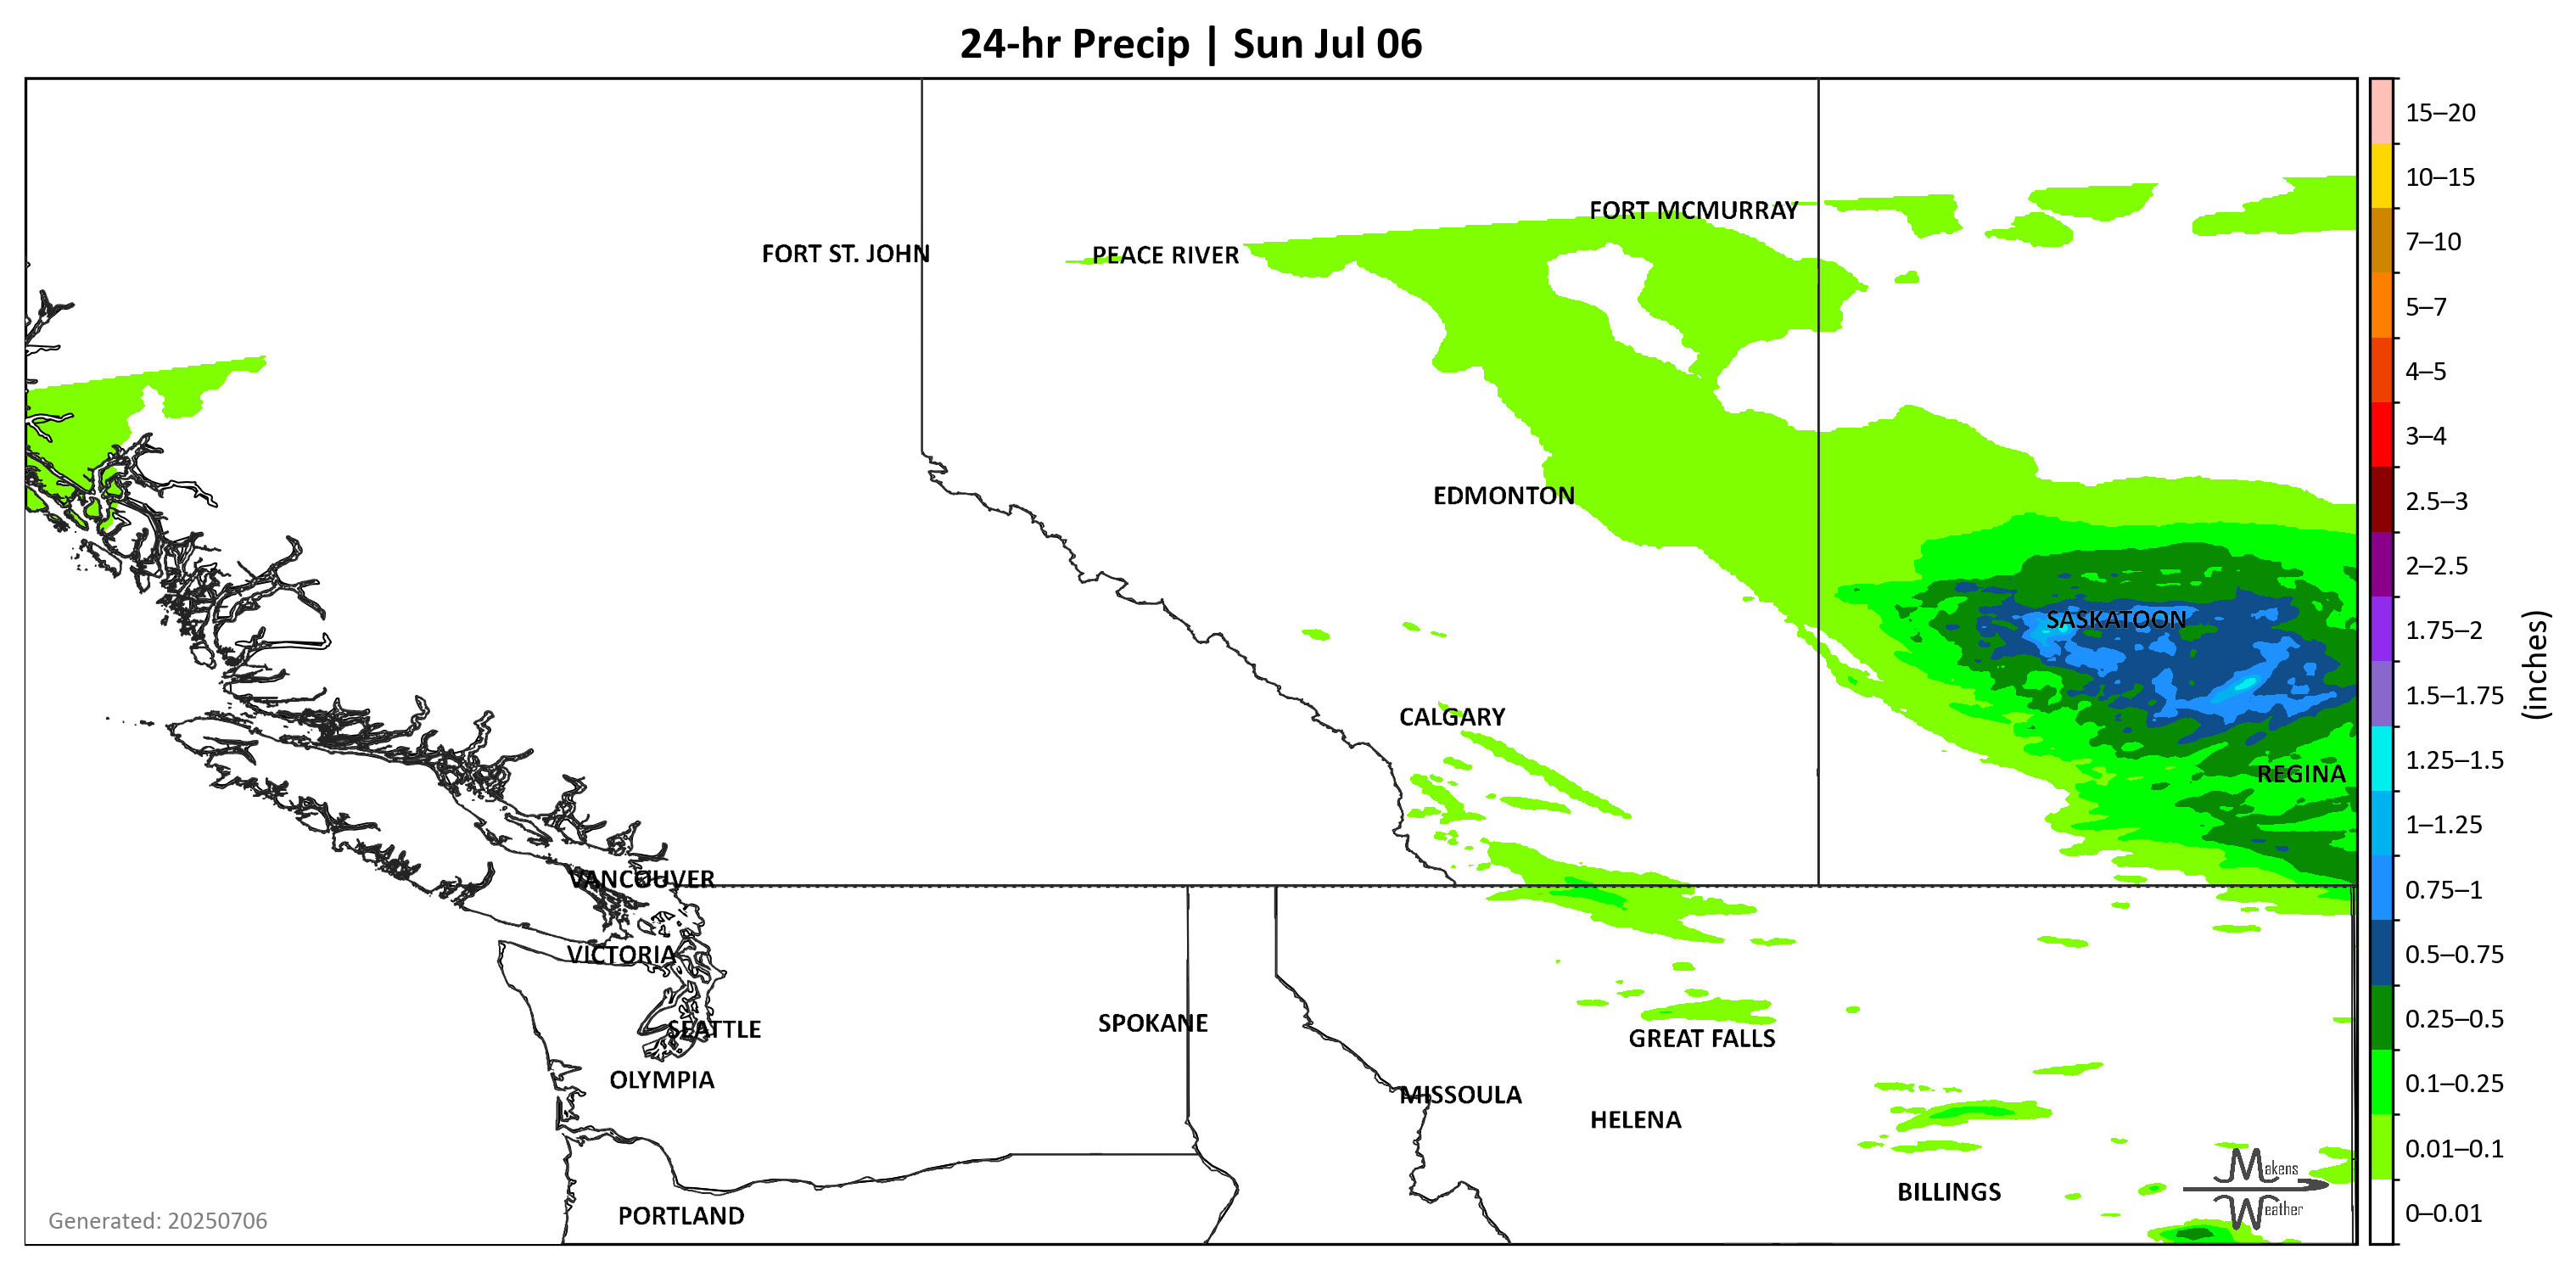 24-hr Precip | Sun Jul 06
FORT MCMURRAY
FORT ST. JOHN
PEACE RIVER
EDMONTON
SASKATOON
CALGARY
REGINA
VANCOUVER
VICTORIA
SPOKANE
SEATTLE
GREAT FALLS
OLYMPIA
MISSOULA
HELENA
BILLINGS
PORTLAND
Makens
Weather
Generated: 20250706
15–20
10–15
7–10
5–7
4–5
3–4
2.5–3
2–2.5
1.75–2
1.5–1.75
1.25–1.5
1–1.25
0.75–1
0.5–0.75
0.25–0.5
0.1–0.25
0.01–0.1
0–0.01
(inches)